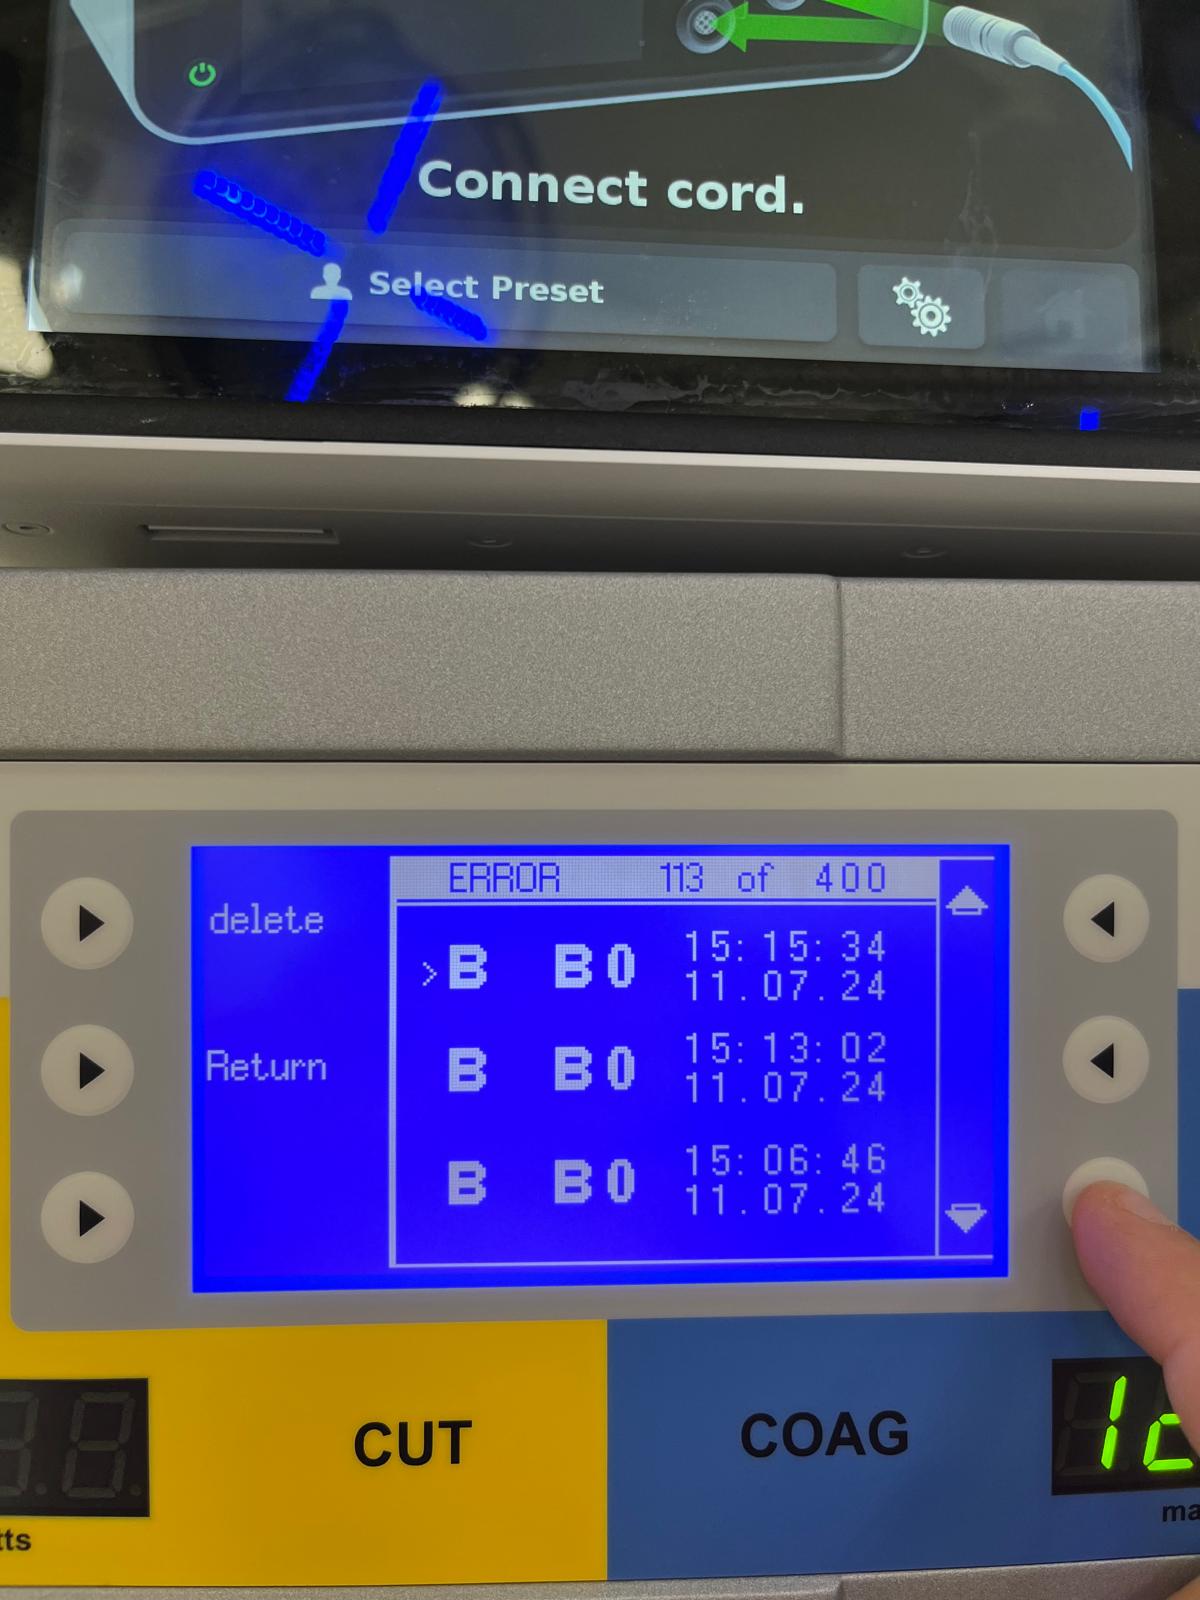 Connect cord.
Select Preset
ERROR 113 of 400
delete
>B B0 15:15:34
11.07.24
Return
B B0 15:13:02
11.07.24
B B0 15:06:46
11.07.24
CUT
COAG